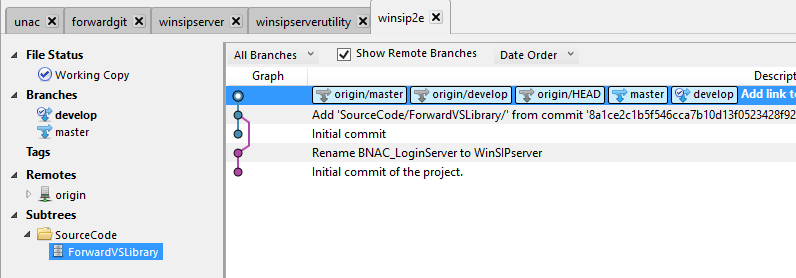 unac forwardgit winsipserver winsipserverutility winsip2e
File Status
Working Copy
Branches
develop
master
Tags
Remotes
origin
Subtrees
SourceCode
ForwardVSLibrary
All Branches Show Remote Branches Date Order
Graph Descript
origin/master origin/develop origin/HEAD master develop Add link to
Add 'SourceCode/ForwardVSLibrary/' from commit '8a1ce2c1b5f546cca7b10d13f0523428f92
Initial commit
Rename BNAC_LoginServer to WinSIPserver
Initial commit of the project.